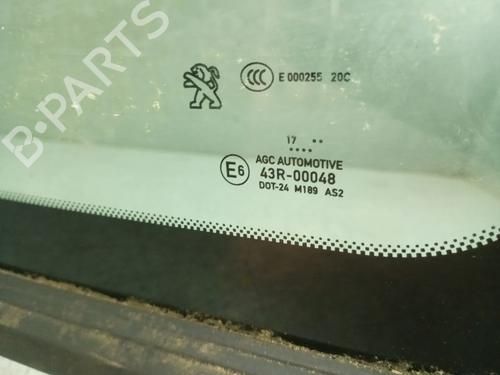 B-PARTS
CCC
E 000255 20C
17 ..
....
AGC AUTOMOTIVE
E6 43R-00048
DOT-24 M189 AS2